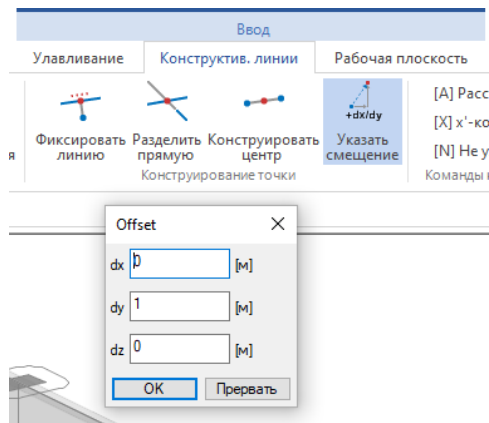 Ввод
Улавливание Конструктив. линии Рабочая плоскость
+dx/dy
[A] Расс
[X] x'-ко
[N] Не у
я Фиксировать линию Разделить прямую Конструировать центр Указать смещение
Конструирование точки Команды
Offset
dx 0 [м]
dy 1 [м]
dz 0 [м]
OK Прервать